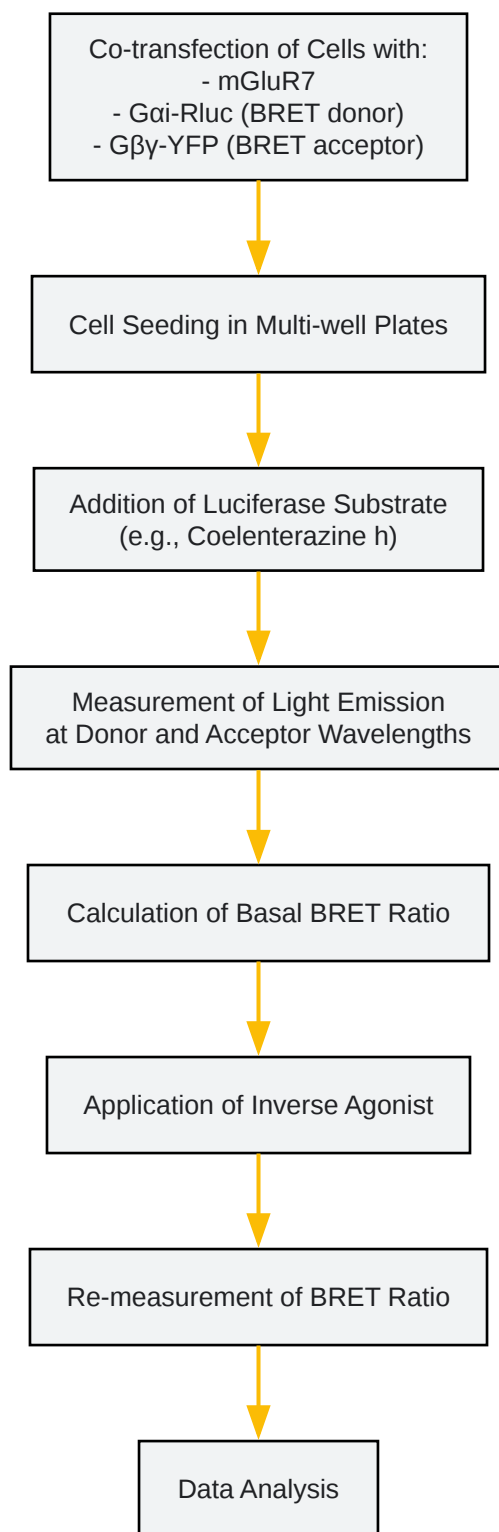 Co-transfection of Cells with:
- mGluR7
- Gαi-Rluc (BRET donor)
- Gβγ-YFP (BRET acceptor)
Cell Seeding in Multi-well Plates
Addition of Luciferase Substrate
(e.g., Coelenterazine h)
Measurement of Light Emission
at Donor and Acceptor Wavelengths
Calculation of Basal BRET Ratio
Application of Inverse Agonist
Re-measurement of BRET Ratio
Data Analysis